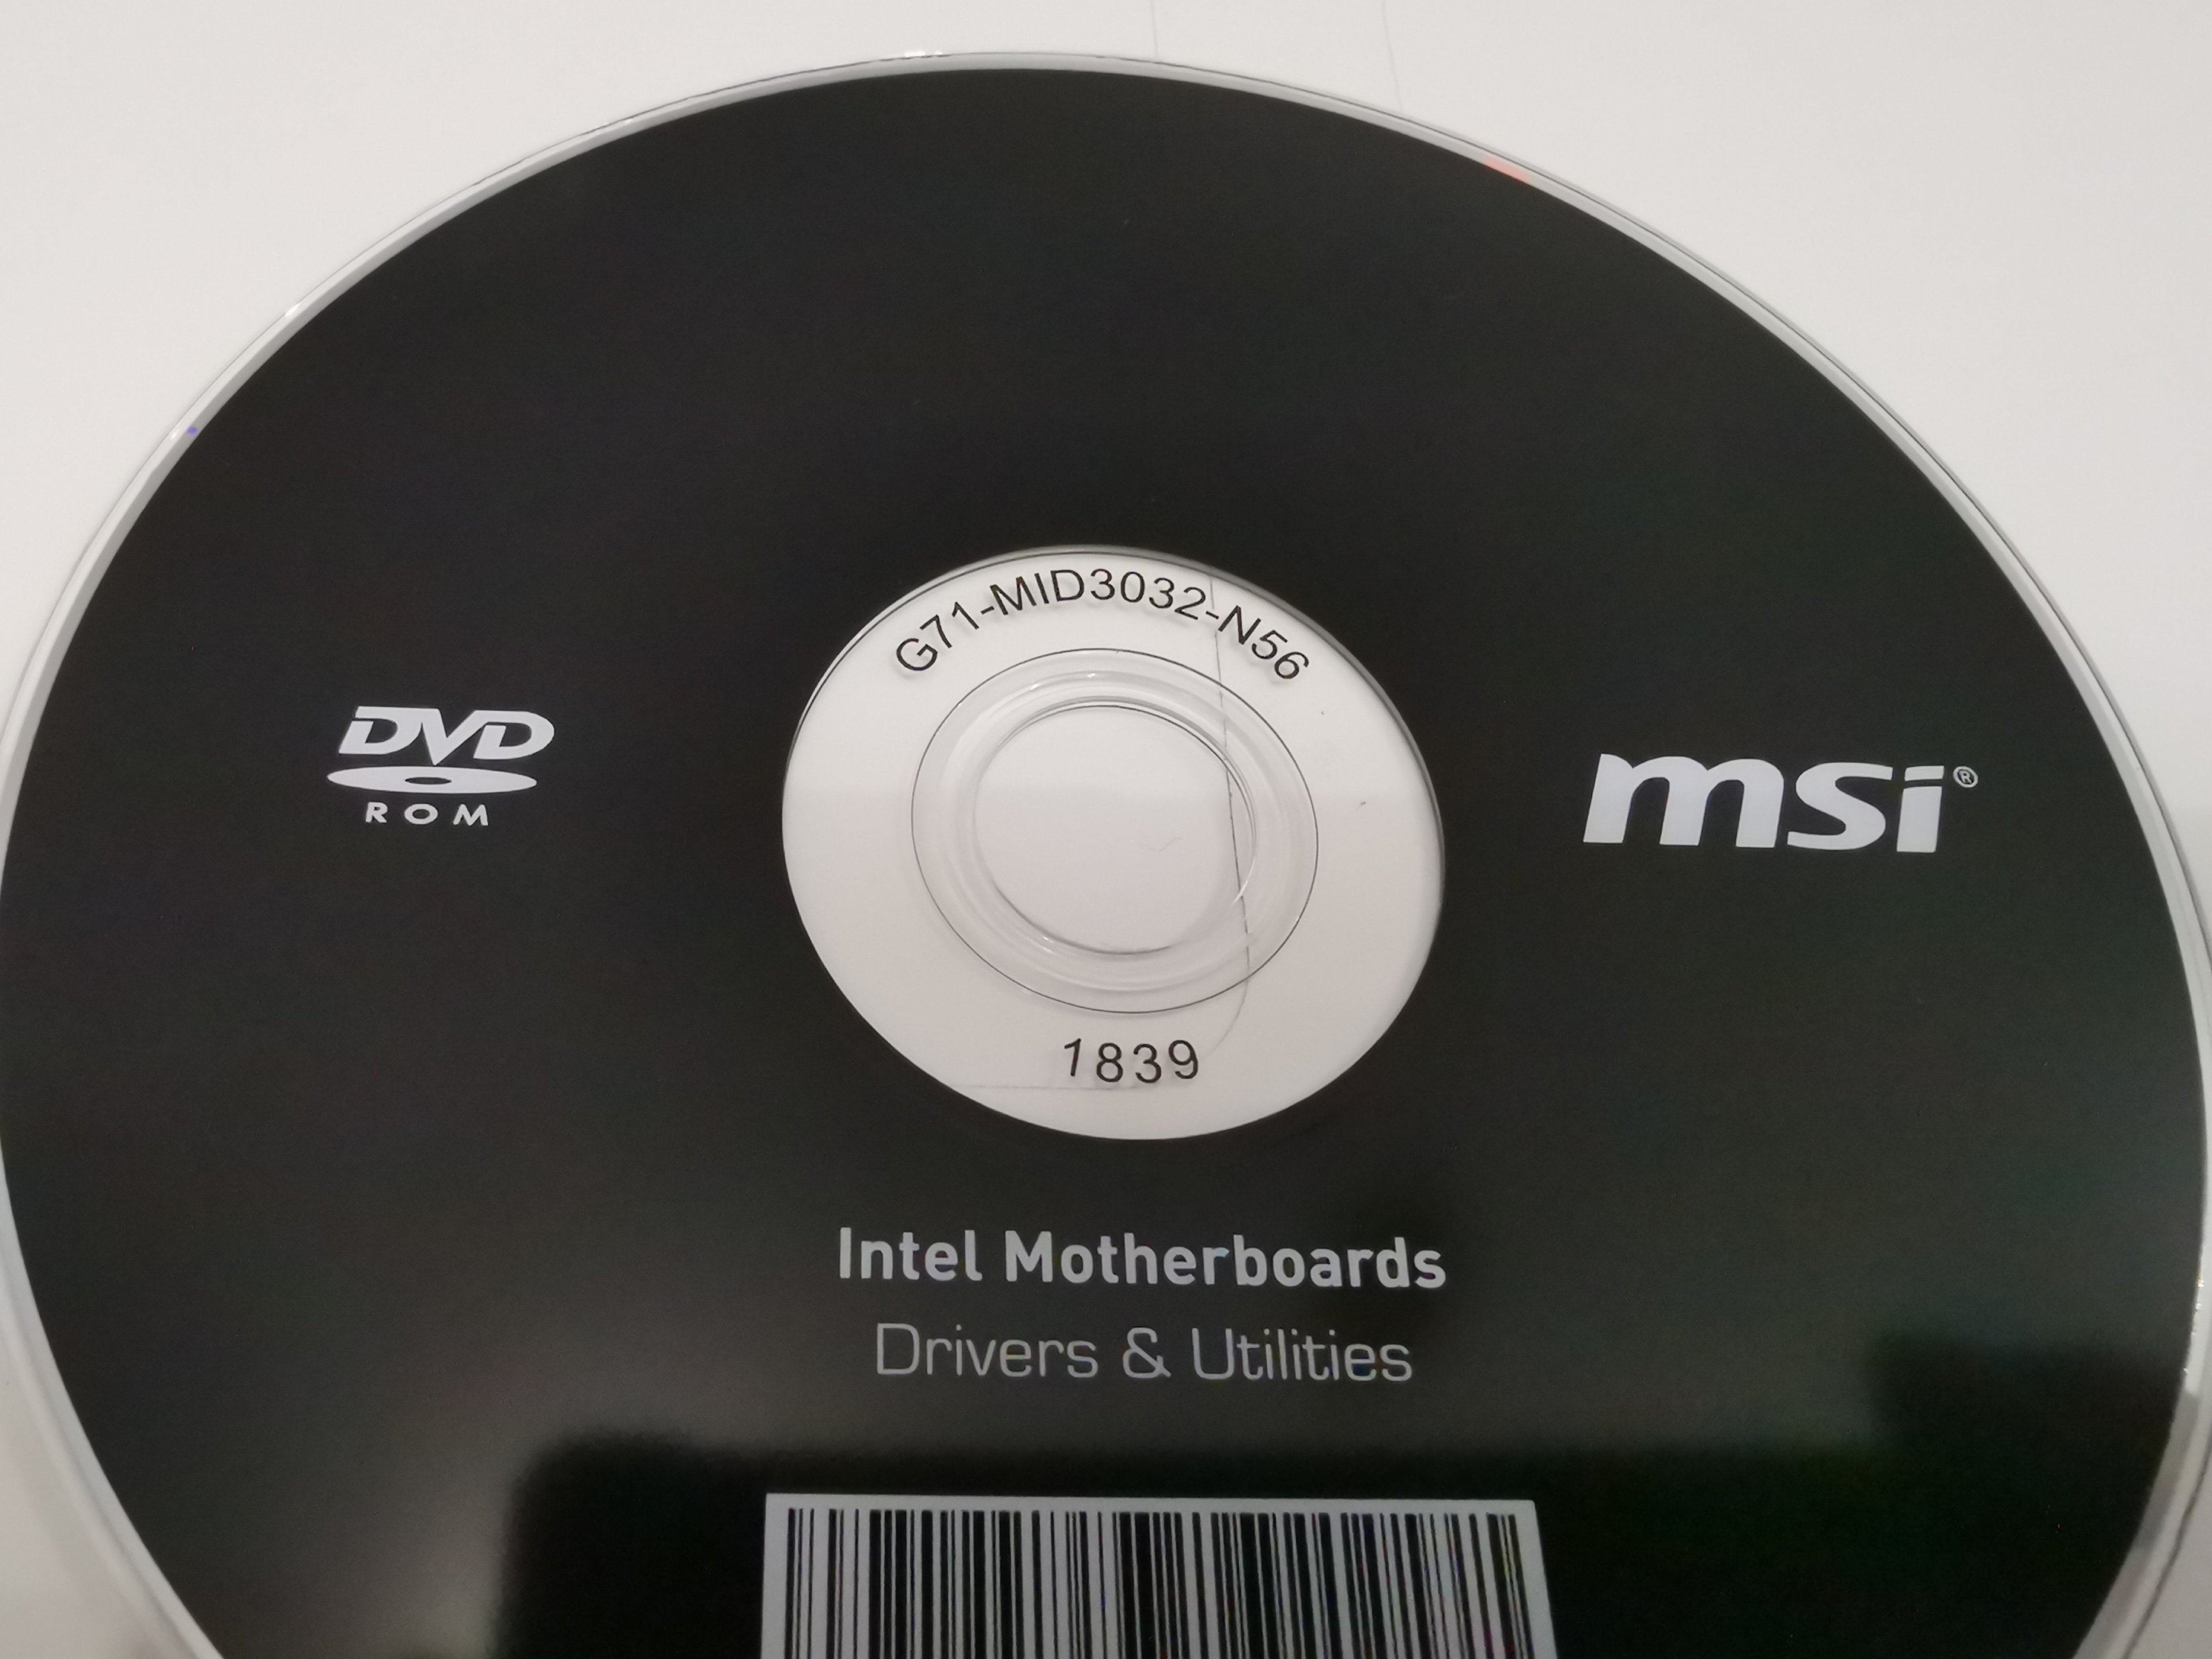 G71-MID3032-N56
DVD
ROM
msi®
1839
Intel Motherboards
Drivers & Utilities